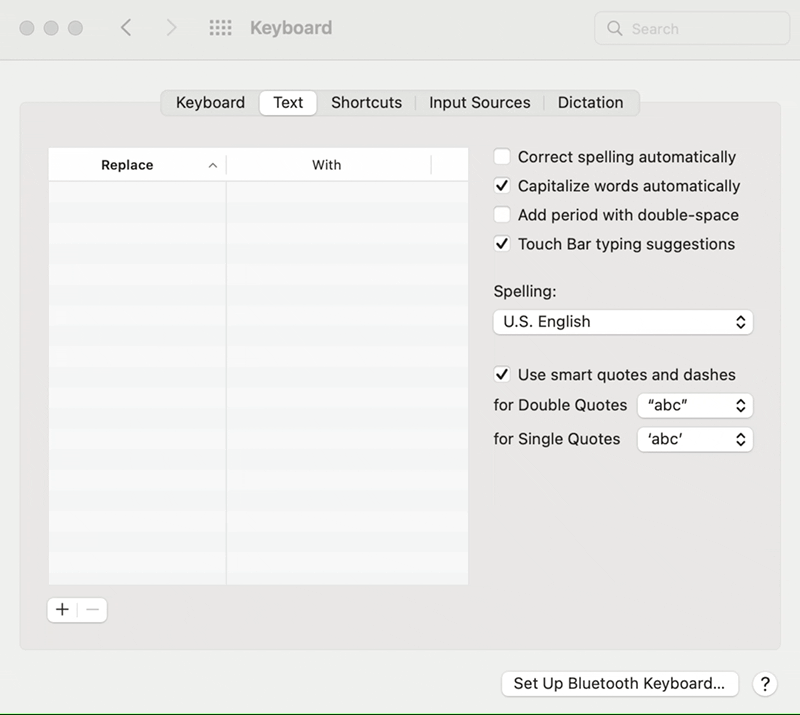 Keyboard
Search
Keyboard Text Shortcuts Input Sources Dictation
Replace With
Correct spelling automatically
Capitalize words automatically
Add period with double-space
Touch Bar typing suggestions
Spelling:
U.S. English
Use smart quotes and dashes
for Double Quotes “abc”
for Single Quotes ‘abc’
+ −
Set Up Bluetooth Keyboard... ?